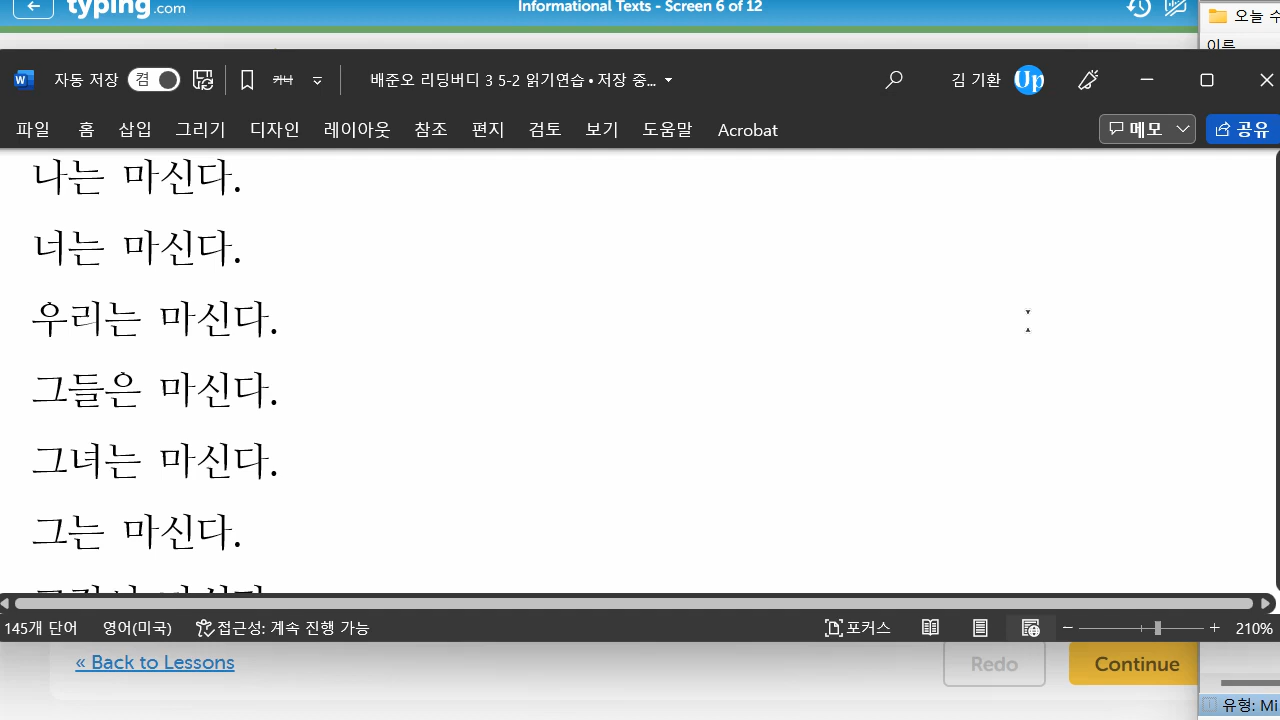 typing.com
Informational Texts - Screen 6 of 12
오늘 수
이름
자동 저장 켬 가나 배준오 리딩버디 3 5-2 읽기연습 • 저장 중... 김 기환 Up
파일 홈 삽입 그리기 디자인 레이아웃 참조 편지 검토 보기 도움말 Acrobat 메모 공유
나는 마신다.
너는 마신다.
우리는 마신다.
그들은 마신다.
그녀는 마신다.
그는 마신다.
145개 단어 영어(미국) 접근성: 계속 진행 가능 포커스 210%
« Back to Lessons Redo Continue
유형: Mi